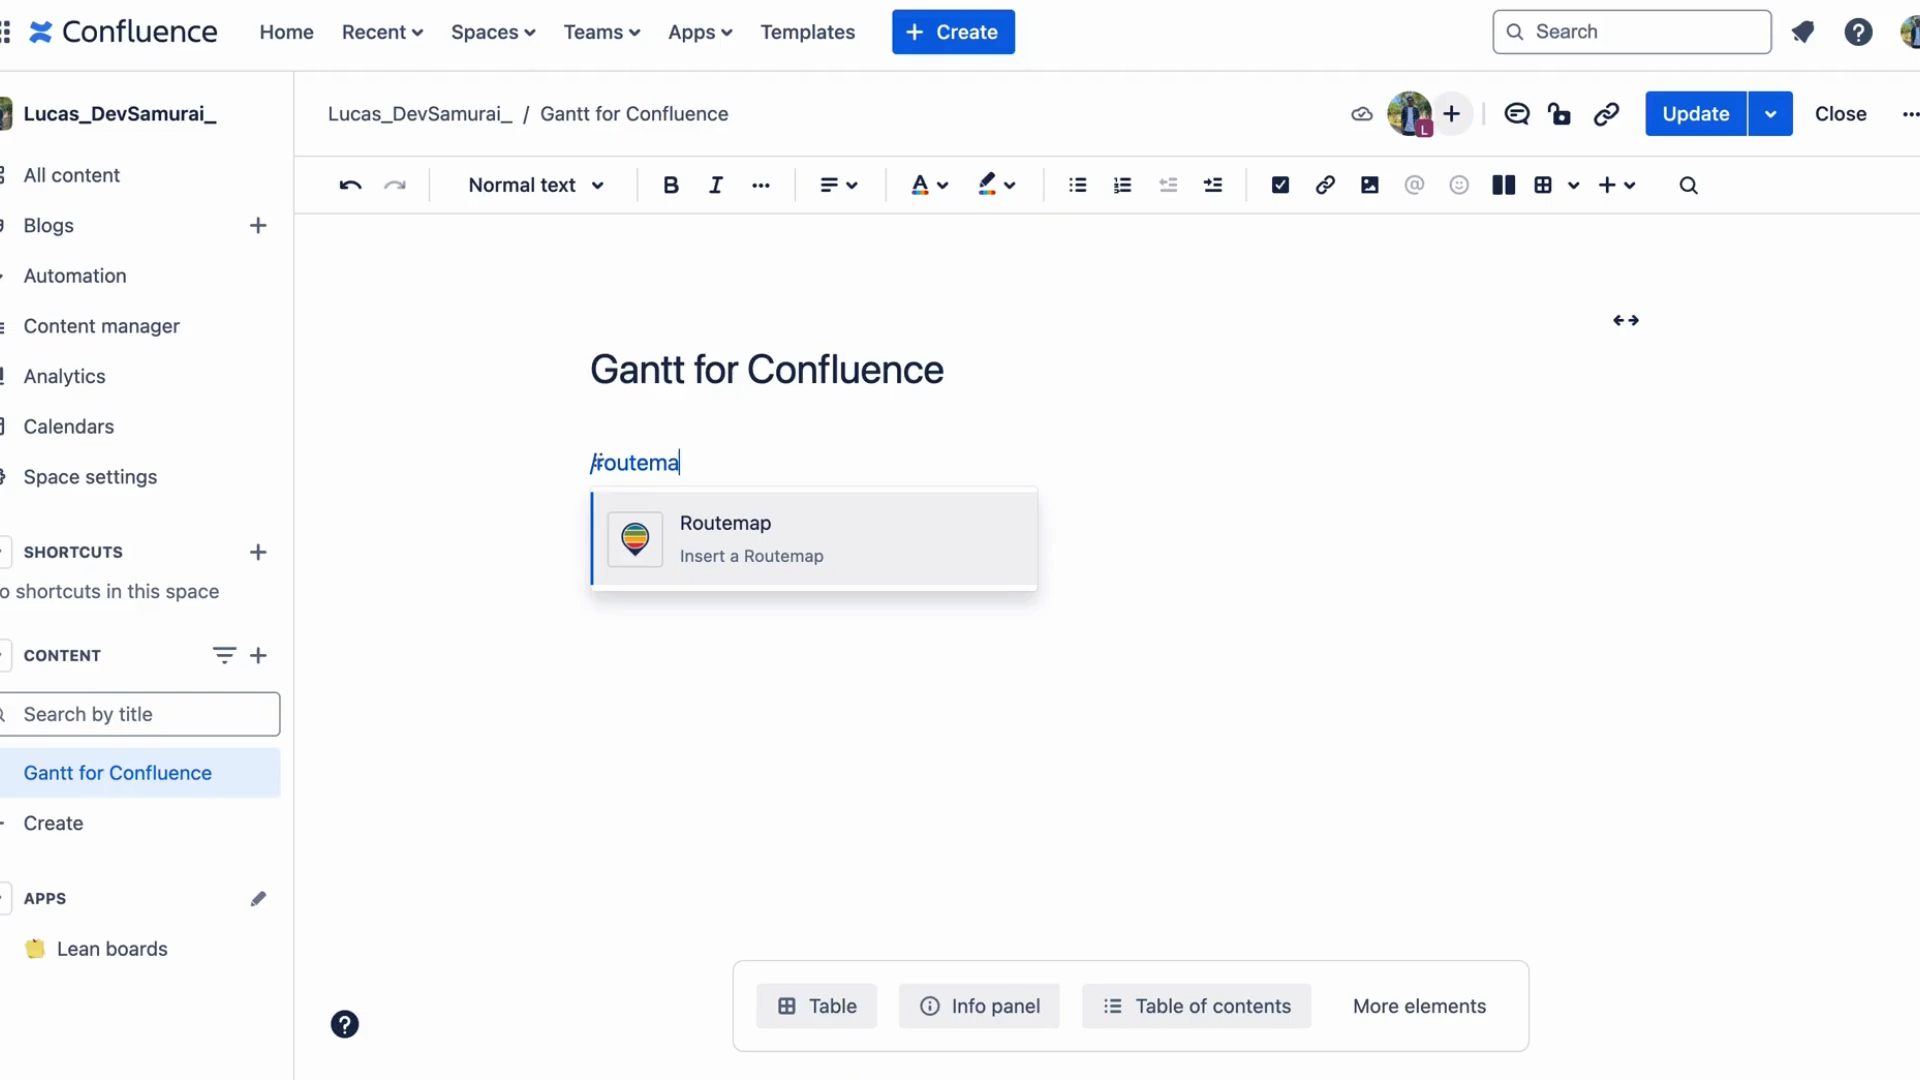 Confluence
Home
Recent
Spaces
Teams
Apps
Templates
+ Create
Search
Lucas_DevSamurai_
Lucas_DevSamurai_ / Gantt for Confluence
L
Update
Close
Normal text
B
I
A
All content
Blogs
Automation
Content manager
Analytics
Calendars
Space settings
SHORTCUTS
o shortcuts in this space
CONTENT
Search by title
Gantt for Confluence
Create
APPS
Lean boards
Gantt for Confluence
/routema
Routemap
Insert a Routemap
Table
Info panel
Table of contents
More elements